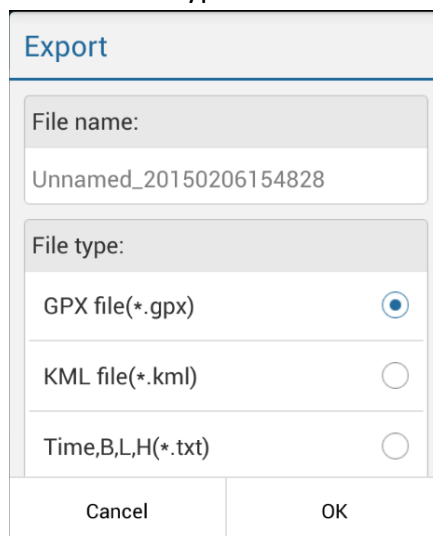 Export
File name:
Unnamed_20150206154828
File type:
GPX file(*.gpx)
KML file(*.kml)
Time,B,L,H(*.txt)
Cancel OK